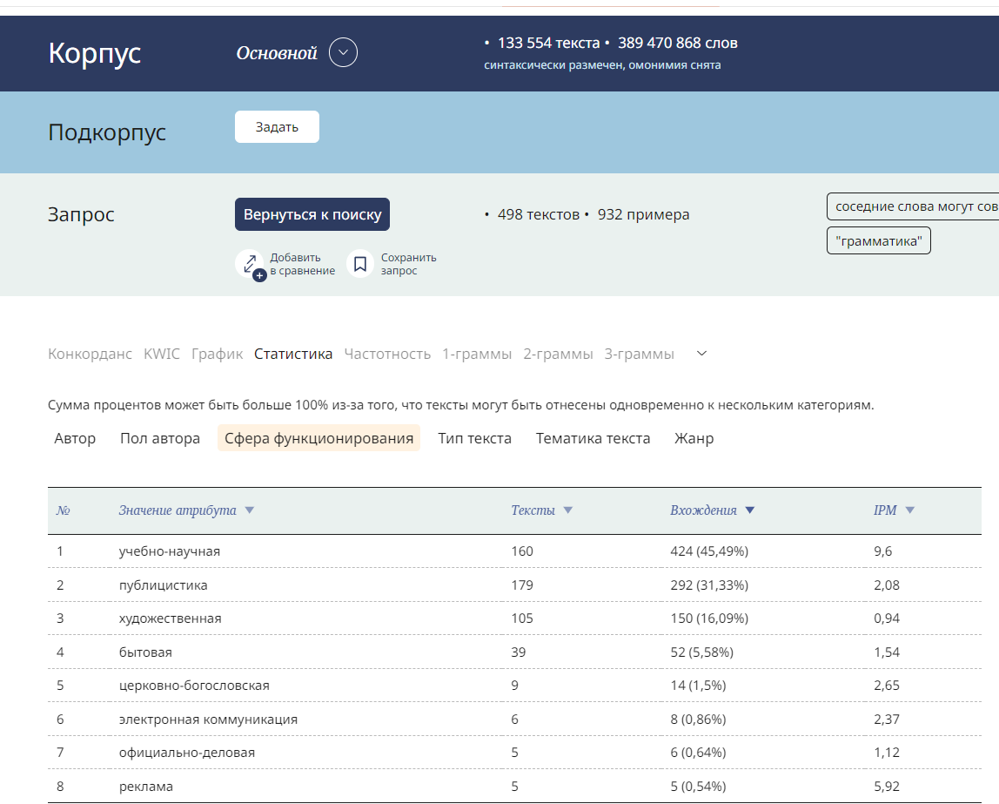 Корпус
Основной
• 133 554 текста • 389 470 868 слов
синтаксически размечен, омонимия снята
Подкорпус
Задать
Запрос
Вернуться к поиску
• 498 текстов • 932 примера
соседние слова могут сов
"грамматика"
Добавить
в сравнение
Сохранить
запрос
Конкорданс KWIC График Статистика Частотность 1-граммы 2-граммы 3-граммы
Сумма процентов может быть больше 100% из-за того, что тексты могут быть отнесены одновременно к нескольким категориям.
Автор Пол автора Сфера функционирования Тип текста Тематика текста Жанр
№ Значение атрибута Тексты Вхождения IPM
1 учебно-научная 160 424 (45,49%) 9,6
2 публицистика 179 292 (31,33%) 2,08
3 художественная 105 150 (16,09%) 0,94
4 бытовая 39 52 (5,58%) 1,54
5 церковно-богословская 9 14 (1,5%) 2,65
6 электронная коммуникация 6 8 (0,86%) 2,37
7 официально-деловая 5 6 (0,64%) 1,12
8 реклама 5 5 (0,54%) 5,92